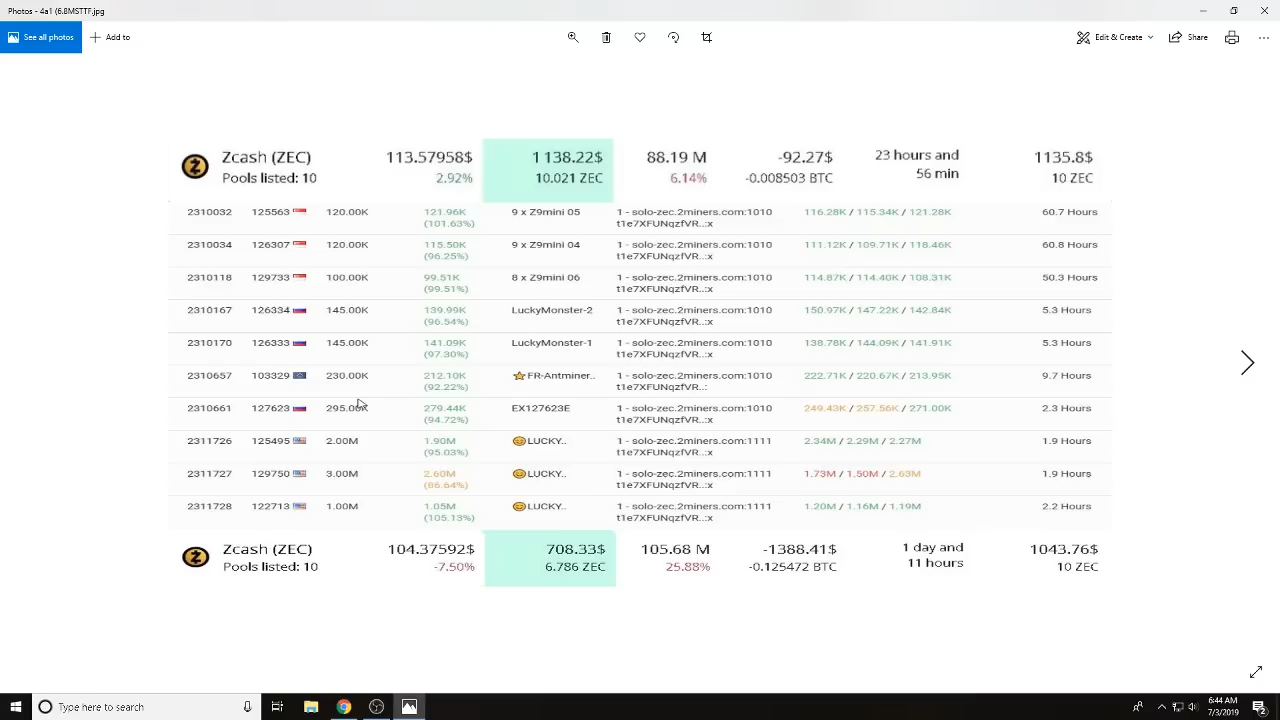 Photos - 4a1 (6.8MSTTF.jpg
See all photos + Add to Edit & Create Share
Zcash (ZEC) 113.57958$ 1 138.22$ 88.19 M -92.27$ 23 hours and 1135.8$
Pools listed: 10 2.92% 10.021 ZEC 6.14% -0.008503 BTC 56 min 10 ZEC
2310032 125563 120.00K 121.96K 9 x Z9mini 05 1 - solo-zec.2miners.com:1010 116.28K / 115.34K / 121.28K 60.7 Hours
(101.63%) t1e7XFUNqzfVR..:x
2310034 126307 120.00K 115.50K 9 x Z9mini 04 1 - solo-zec.2miners.com:1010 111.12K / 109.71K / 118.46K 60.8 Hours
(96.25%) t1e7XFUNqzfVR..:x
2310118 129733 100.00K 99.51K 8 x Z9mini 06 1 - solo-zec.2miners.com:1010 114.87K / 114.40K / 108.31K 50.3 Hours
(99.51%) t1e7XFUNqzfVR..:x
2310167 126334 145.00K 139.99K LuckyMonster-2 1 - solo-zec.2miners.com:1010 150.97K / 147.22K / 142.84K 5.3 Hours
(96.54%) t1e7XFUNqzfVR..:x
2310170 126333 145.00K 141.09K LuckyMonster-1 1 - solo-zec.2miners.com:1010 138.78K / 144.09K / 141.91K 5.3 Hours
(97.30%) t1e7XFUNqzfVR..:x
2310657 103329 230.00K 212.10K FR-Antminer.. 1 - solo-zec.2miners.com:1010 222.71K / 220.67K / 213.95K 9.7 Hours
(92.22%) t1e7XFUNqzfVR..:
2310661 127623 295.00K 279.44K EX127623E 1 - solo-zec.2miners.com:1010 249.43K / 257.56K / 271.00K 2.3 Hours
(94.72%) t1e7XFUNqzfVR..:x
2311726 125495 2.00M 1.90M LUCKY.. 1 - solo-zec.2miners.com:1111 2.34M / 2.29M / 2.27M 1.9 Hours
(95.03%) t1e7XFUNqzfVR..:x
2311727 129750 3.00M 2.60M LUCKY.. 1 - solo-zec.2miners.com:1111 1.73M / 1.50M / 2.63M 1.9 Hours
(86.64%) t1e7XFUNqzfVR..:x
2311728 122713 1.00M 1.05M LUCKY.. 1 - solo-zec.2miners.com:1111 1.20M / 1.16M / 1.19M 2.2 Hours
(105.13%) t1e7XFUNqzfVR..:x
Zcash (ZEC) 104.37592$ 708.33$ 105.68 M -1388.41$ 1 day and 1043.76$
Pools listed: 10 -7.50% 6.786 ZEC 25.88% -0.125472 BTC 11 hours 10 ZEC
Type here to search
6:44 AM
7/3/2019
2